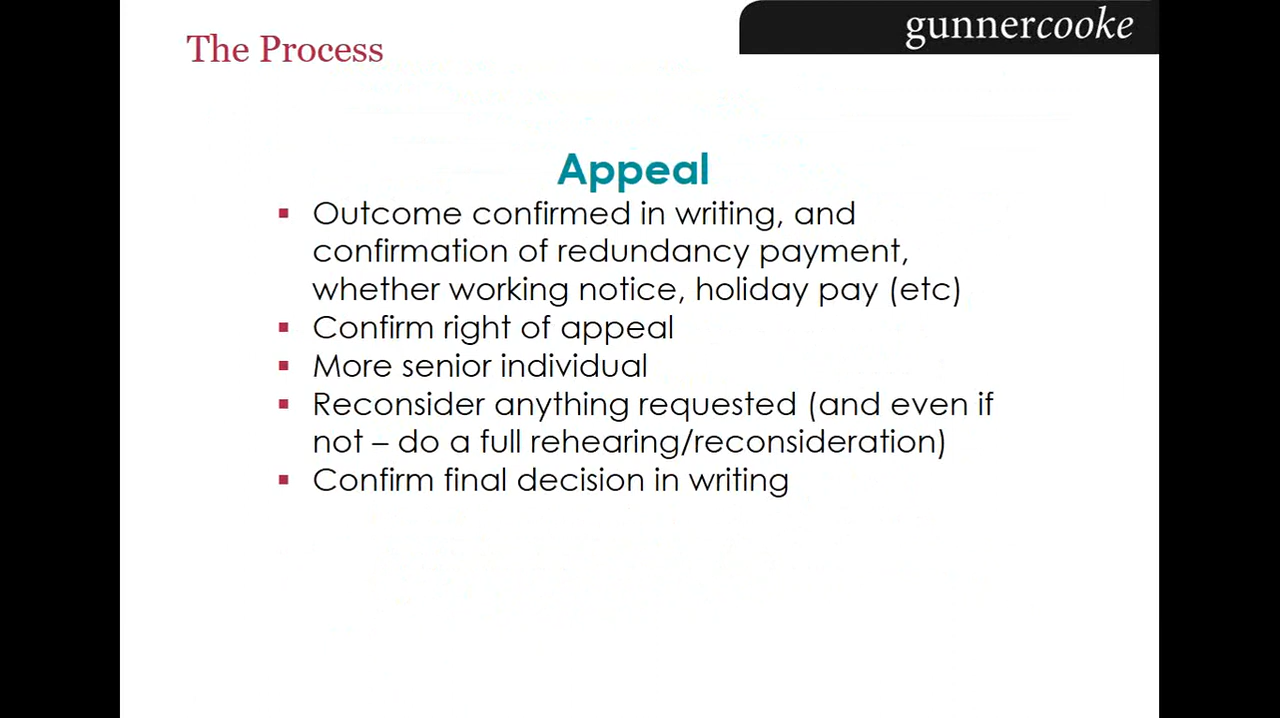 The Process
gunnercooke
Appeal
▪ Outcome confirmed in writing, and
confirmation of redundancy payment,
whether working notice, holiday pay (etc)
▪ Confirm right of appeal
▪ More senior individual
▪ Reconsider anything requested (and even if
not – do a full rehearing/reconsideration)
▪ Confirm final decision in writing